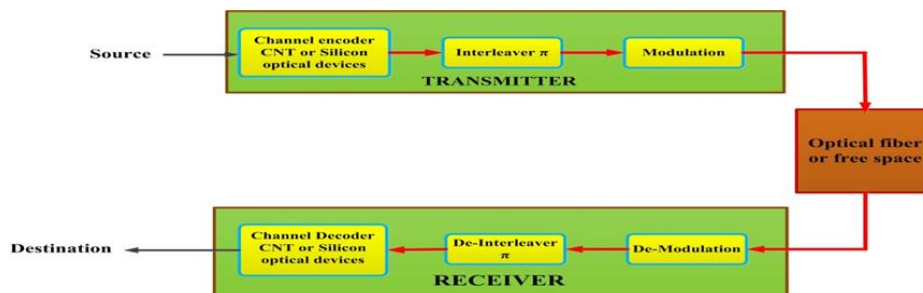 Source
Channel encoder
CNT or Silicon
optical devices
Interleaver π
Modulation
TRANSMITTER
Optical fiber
or free space
Destination
Channel Decoder
CNT or Silicon
optical devices
De-Interleaver
π
De-Modulation
RECEIVER